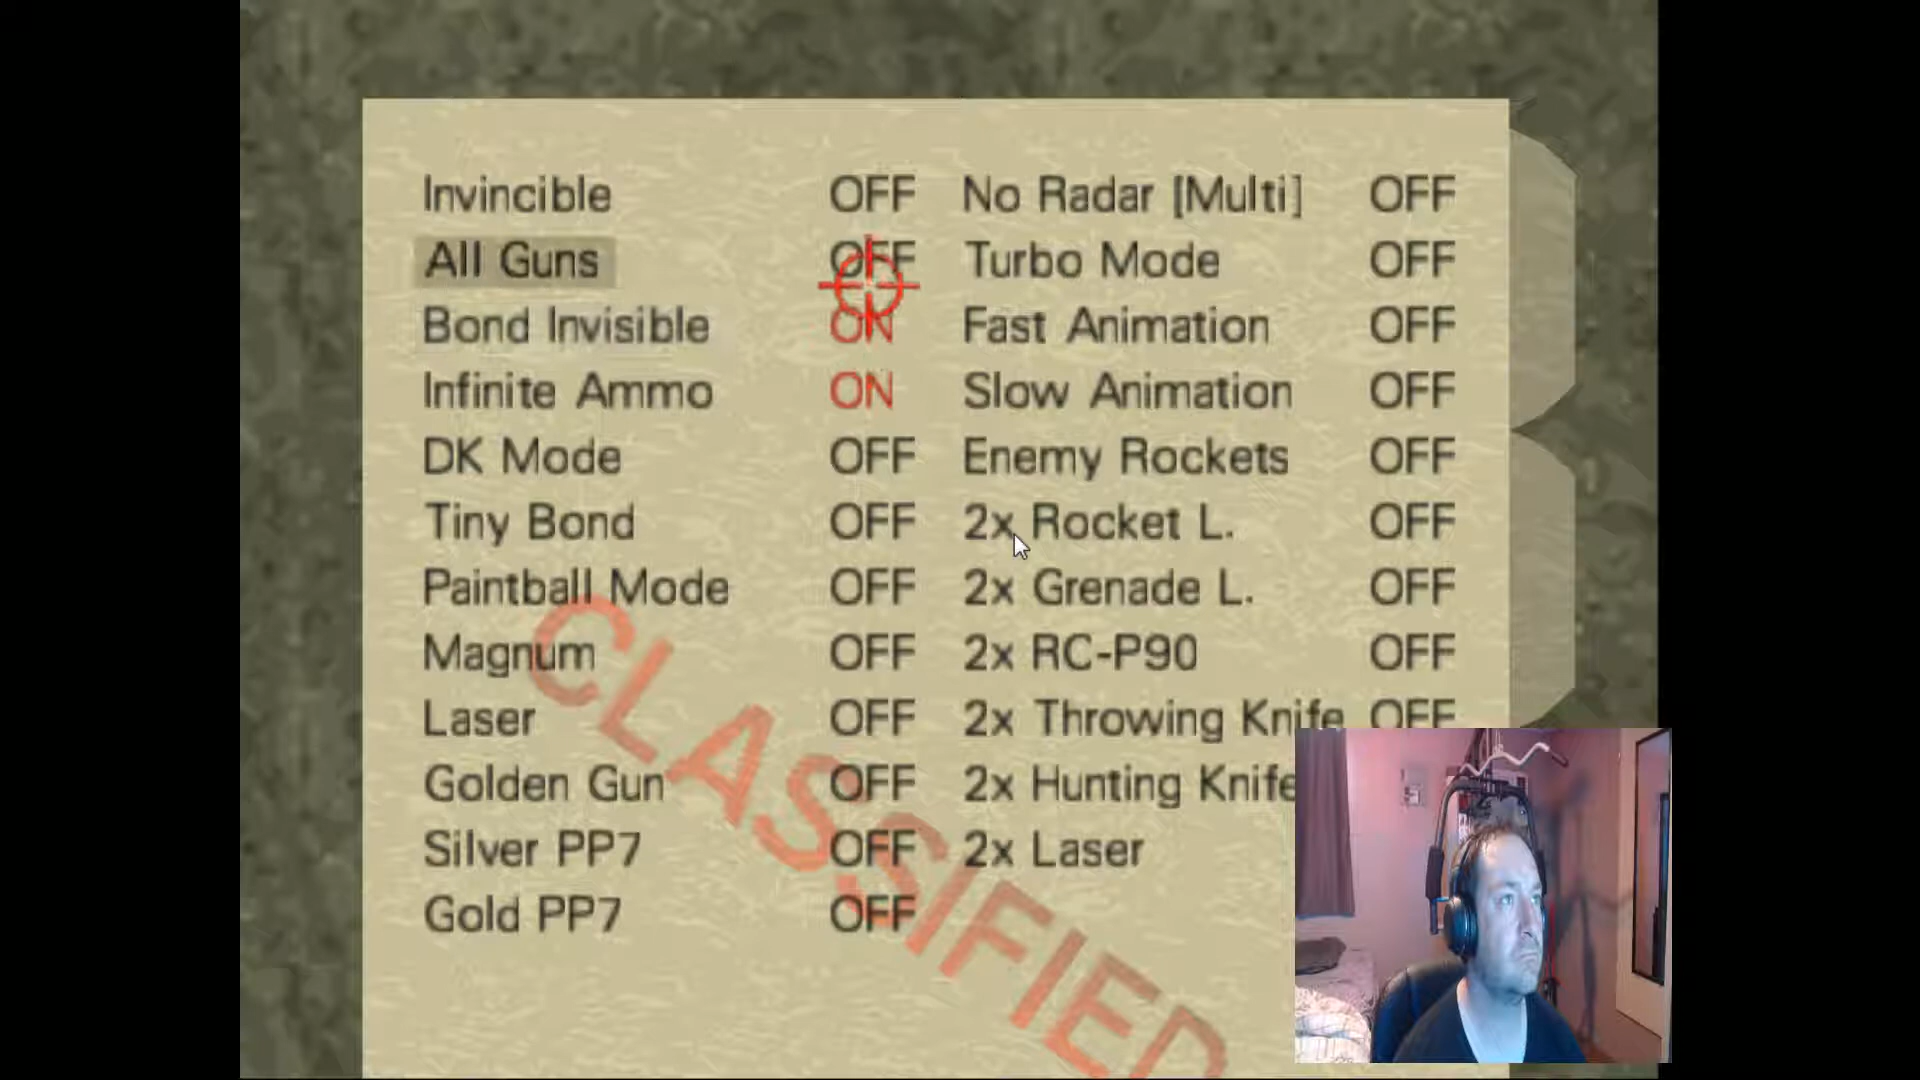 Invincible OFF No Radar [Multi] OFF
All Guns OFF Turbo Mode OFF
Bond Invisible ON Fast Animation OFF
Infinite Ammo ON Slow Animation OFF
DK Mode OFF Enemy Rockets OFF
Tiny Bond OFF 2x Rocket L. OFF
Paintball Mode OFF 2x Grenade L. OFF
Magnum OFF 2x RC-P90 OFF
Laser OFF 2x Throwing Knife OFF
Golden Gun OFF 2x Hunting Knife
Silver PP7 OFF 2x Laser
Gold PP7 OFF
CLASSIFIED